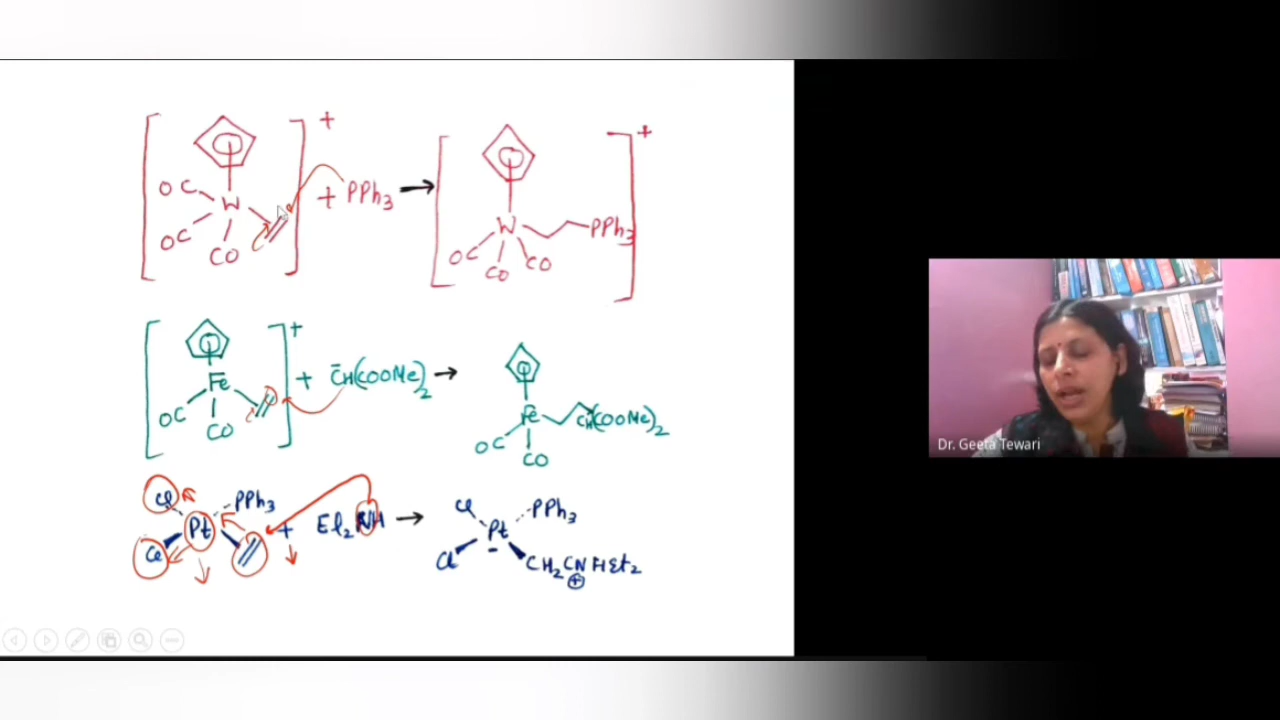 [ OC OC W CO ]+ + PPh3 → [ W PPh3 OC CO CO ]+
[ Fe OC CO ]+ + C̄H(COOMe)2 → Fe CH(COOMe)2 OC CO
Cl PPh3 Cl Pt + Et2NH → Cl PPh3 Pt − Cl CH2CNHEt2 ⊕
Dr. Geeta Tewari